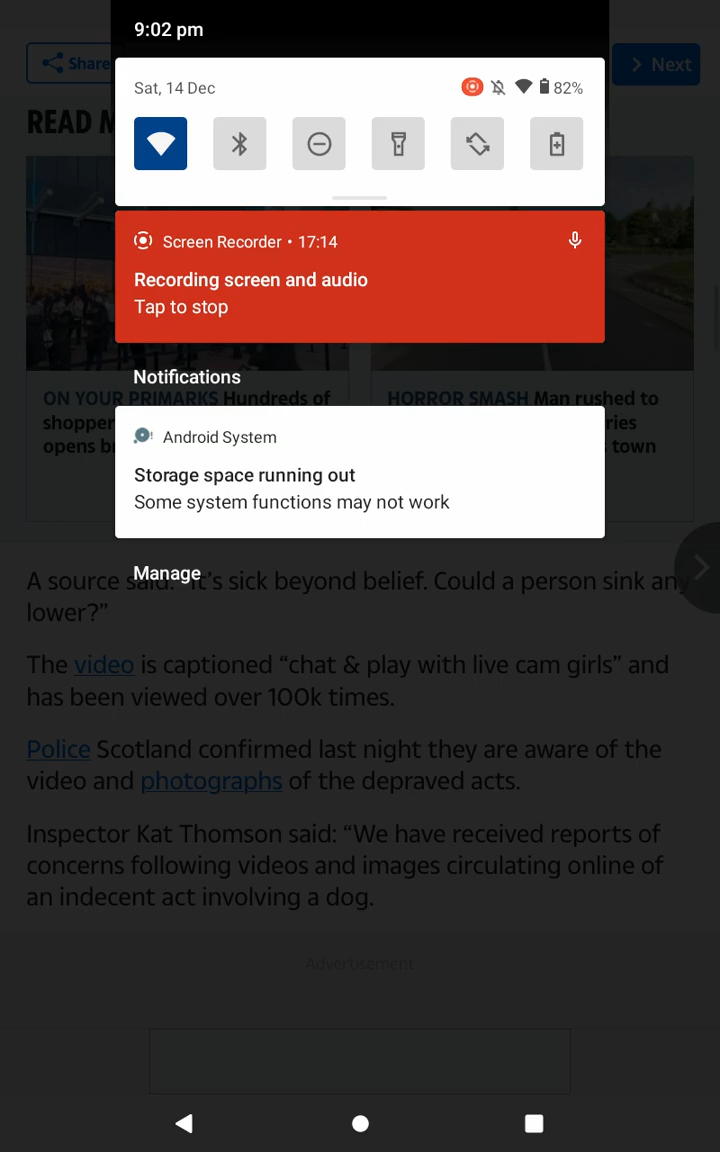 9:02 pm
Share
Next
Sat, 14 Dec
82%
READ M
Screen Recorder • 17:14
Recording screen and audio
Tap to stop
Notifications
ON YOUR PRIMARKS Hundreds of
shopper
opens b
HORROR SMASH Man rushed to
ries
town
Android System
Storage space running out
Some system functions may not work
Manage
A source said: “It’s sick beyond belief. Could a person sink any
lower?”
The video is captioned “chat & play with live cam girls” and
has been viewed over 100k times.
Police Scotland confirmed last night they are aware of the
video and photographs of the depraved acts.
Inspector Kat Thomson said: “We have received reports of
concerns following videos and images circulating online of
an indecent act involving a dog.
Advertisement